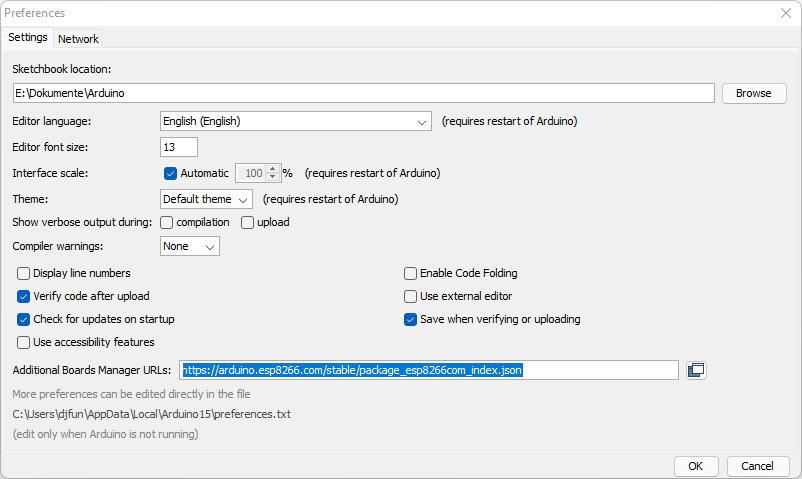 Preferences
Settings Network
Sketchbook location:
E:\Dokumente\Arduino Browse
Editor language: English (English) (requires restart of Arduino)
Editor font size: 13
Interface scale: Automatic 100 % (requires restart of Arduino)
Theme: Default theme (requires restart of Arduino)
Show verbose output during: compilation upload
Compiler warnings: None
Display line numbers Enable Code Folding
Verify code after upload Use external editor
Check for updates on startup Save when verifying or uploading
Use accessibility features
Additional Boards Manager URLs: https://arduino.esp8266.com/stable/package_esp8266com_index.json
More preferences can be edited directly in the file
C:\Users\djfun\AppData\Local\Arduino15\preferences.txt
(edit only when Arduino is not running)
OK Cancel